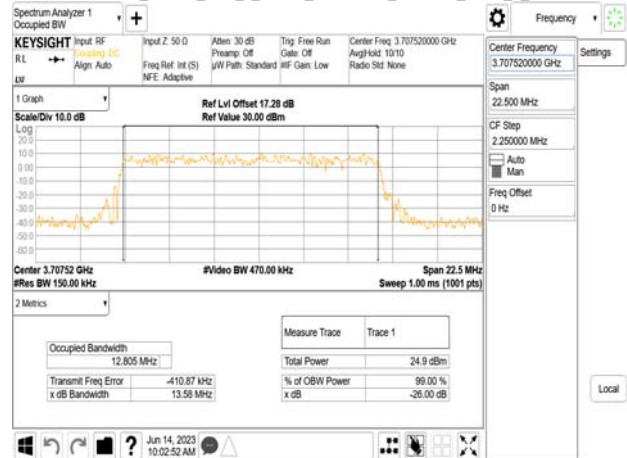 Spectrum Analyzer 1
Occupied BW
Frequency
KEYSIGHT
RL
Input: RF
Coupling: DC
Align: Auto
Input Z: 50 Ω
Freq Ref: Int (S)
NFE: Adaptive
Atten: 30 dB
Preamp: Off
µW Path: Standard
Trig: Free Run
Gate: Off
#IF Gain: Low
Center Freq: 3.707520000 GHz
Avg|Hold: 10/10
Radio Std: None
Center Frequency
3.707520000 GHz
Settings
Span
22.500 MHz
CF Step
2.250000 MHz
Auto
Man
Freq Offset
0 Hz
1 Graph
Scale/Div 10.0 dB
Ref Lvl Offset 17.28 dB
Ref Value 30.00 dBm
Log
20.0
10.0
0.00
-10.0
-20.0
-30.0
-40.0
-50.0
-60.0
Center 3.70752 GHz
#Video BW 470.00 kHz
Span 22.5 MHz
#Res BW 150.00 kHz
Sweep 1.00 ms (1001 pts)
2 Metrics
Measure Trace Trace 1
Occupied Bandwidth
12.805 MHz
Total Power 24.9 dBm
Transmit Freq Error -410.87 kHz
% of OBW Power 99.00 %
x dB Bandwidth 13.58 MHz
x dB -26.00 dB
Local
?
Jun 14, 2023
10:02:52 AM